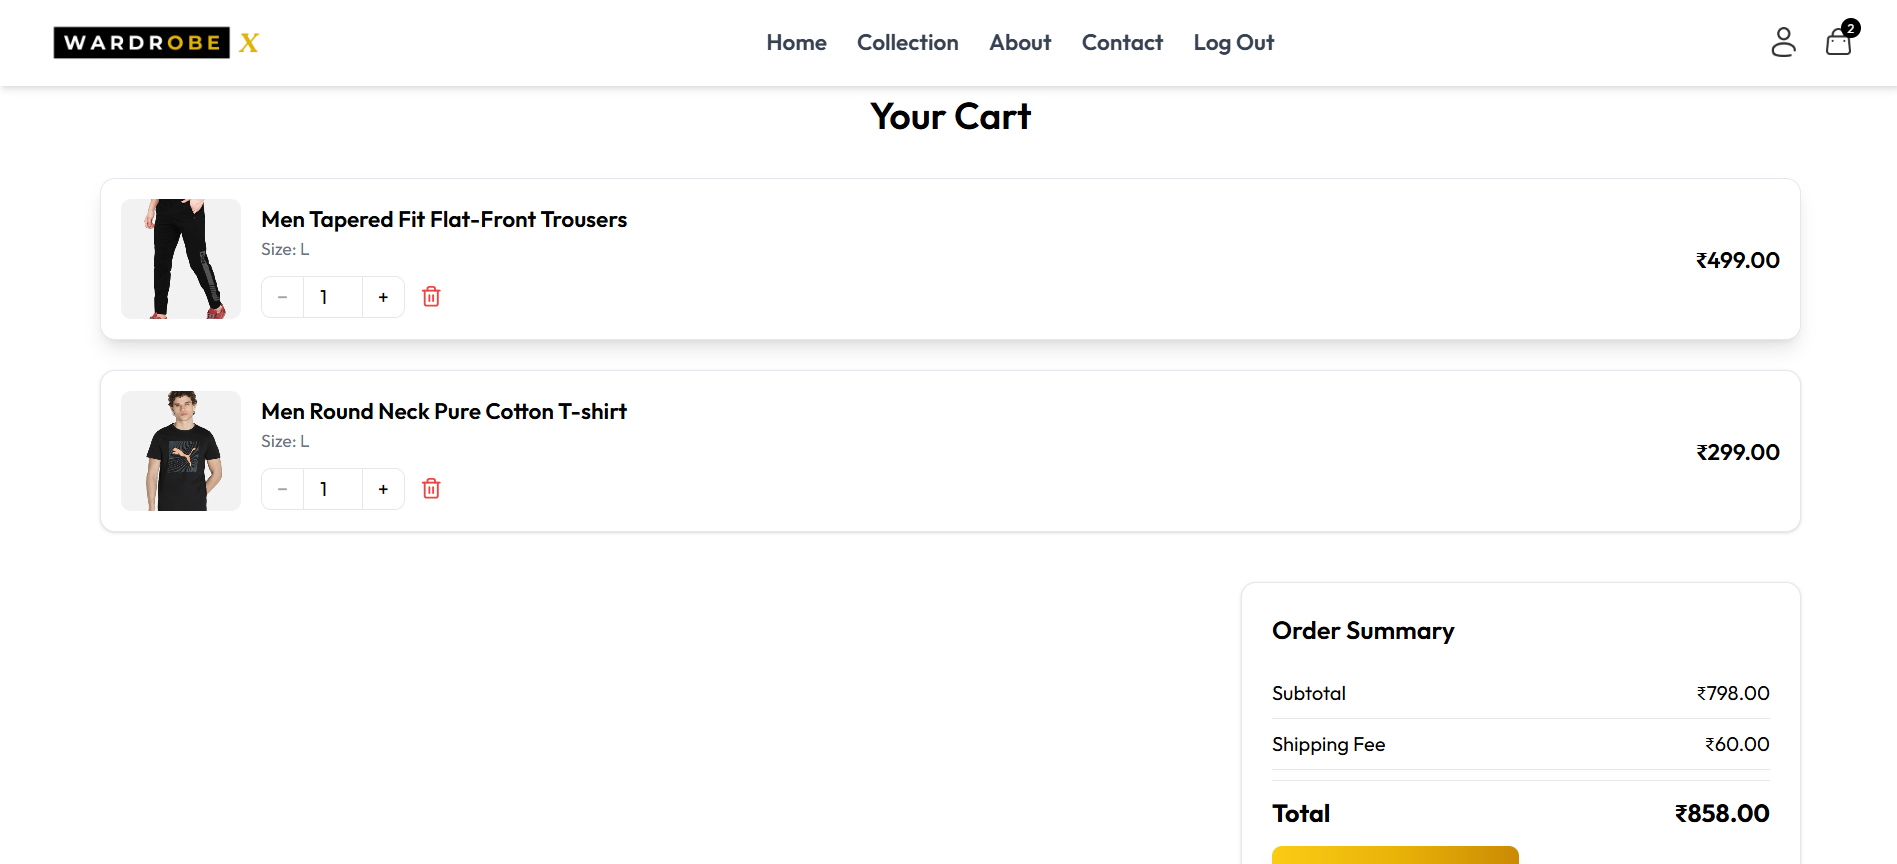 WARDROBE X
Home Collection About Contact Log Out
2
Your Cart
Men Tapered Fit Flat-Front Trousers
Size: L
₹499.00
− 1 +
Men Round Neck Pure Cotton T-shirt
Size: L
₹299.00
− 1 +
Order Summary
Subtotal ₹798.00
Shipping Fee ₹60.00
Total ₹858.00